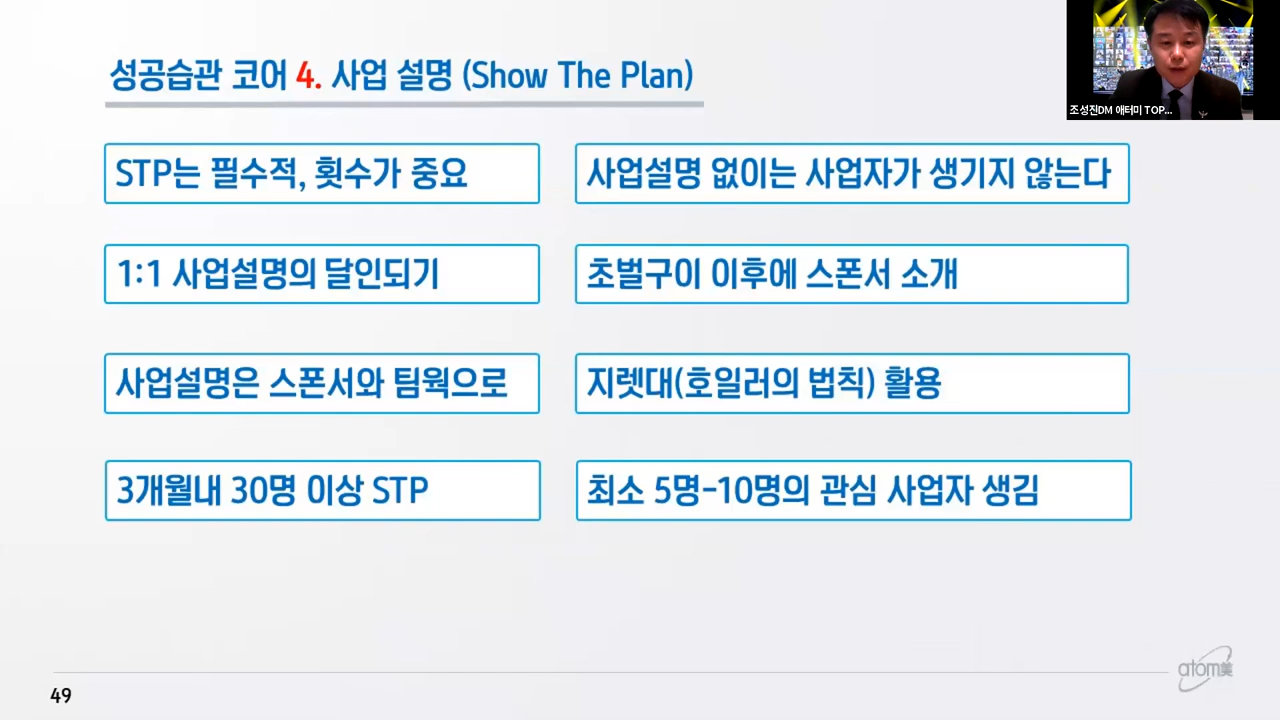 성공습관 코어 4. 사업 설명 (Show The Plan)
조성진DM 애터미 TOP...
STP는 필수적, 횟수가 중요
사업설명 없이는 사업자가 생기지 않는다
1:1 사업설명의 달인되기
초벌구이 이후에 스폰서 소개
사업설명은 스폰서와 팀웍으로
지렛대(호일러의 법칙) 활용
3개월내 30명 이상 STP
최소 5명-10명의 관심 사업자 생김
49
atom美